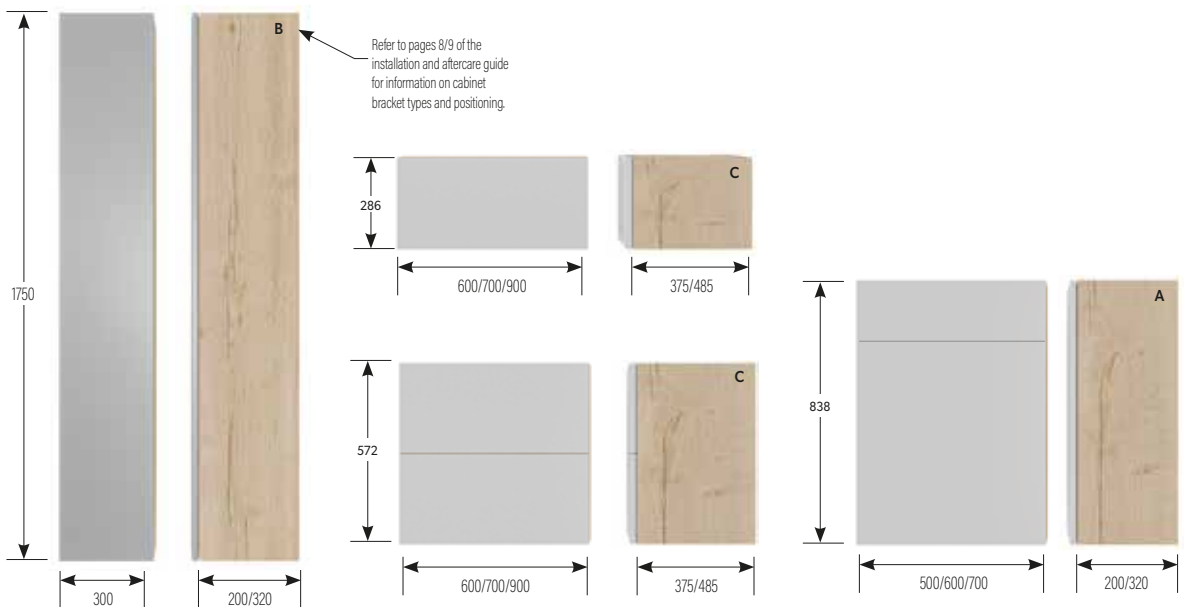 B
Refer to pages 8/9 of the
installation and aftercare guide
for information on cabinet
bracket types and positioning.
1750
300
200/320
C
286
600/700/900
375/485
C
572
600/700/900
375/485
A
838
500/600/700
200/320